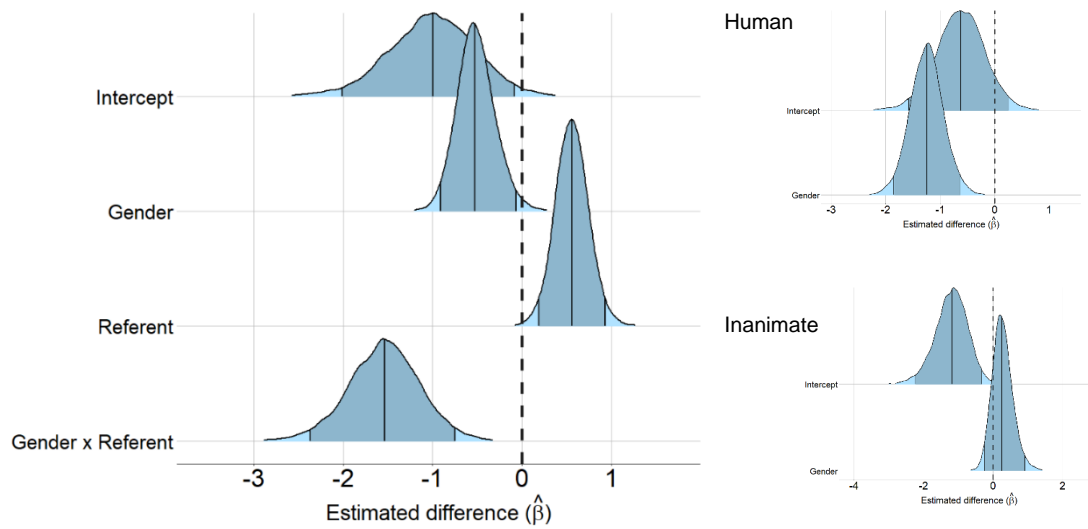 Intercept
Gender
Referent
Gender x Referent
-3 -2 -1 0 1
Estimated difference (β̂)
Human
Intercept
Gender
-3 -2 -1 0 1
Estimated difference (β̂)
Inanimate
Intercept
Gender
-4 -2 0 2
Estimated difference (β̂)